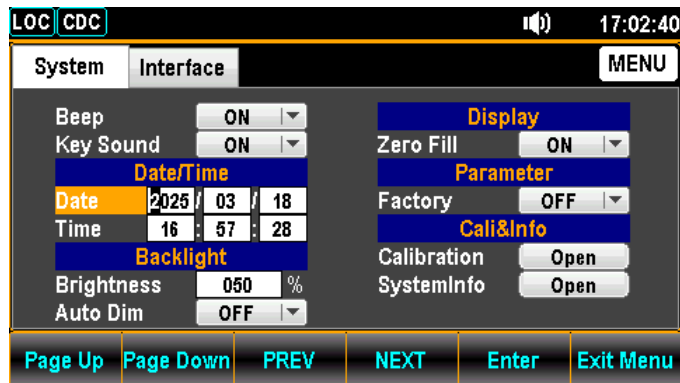 LOC CDC 17:02:40
System Interface MENU
Beep ON
Key Sound ON
Date/Time
Date 2025 / 03 / 18
Time 16 : 57 : 28
Backlight
Brightness 050 %
Auto Dim OFF
Display
Zero Fill ON
Parameter
Factory OFF
Cali&Info
Calibration Open
SystemInfo Open
Page Up Page Down PREV NEXT Enter Exit Menu